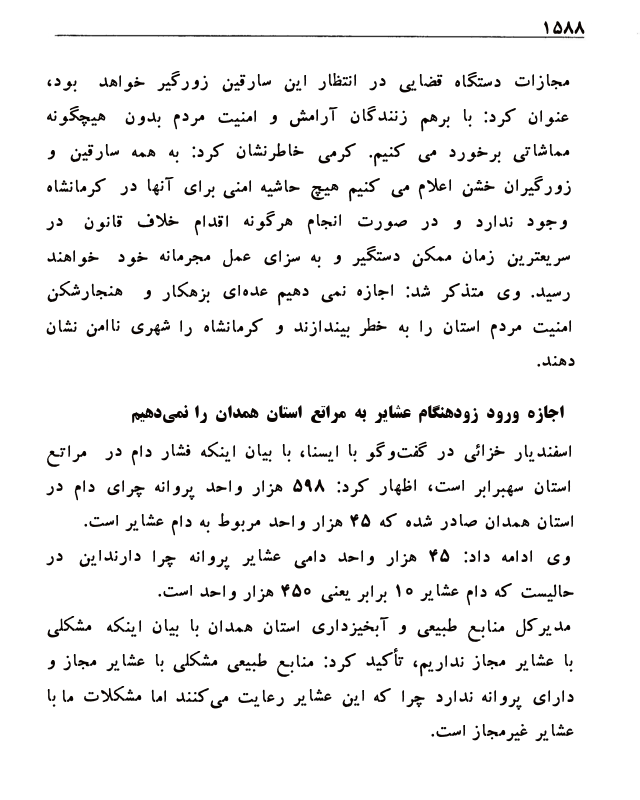 ۱۵۸۸
مجازات دستگاه قضایی در انتظار این سارقین زورگیر خواهد بود،
عنوان کرد: با برهم زنندگان آرامش و امنیت مردم بدون هیچگونه
مماشاتی برخورد می کنیم. کرمی خاطرنشان کرد: به همه سارقین و
زورگیران خشن اعلام می کنیم هیچ حاشیه امنی برای آنها در کرمانشاه
وجود ندارد و در صورت انجام هرگونه اقدام خلاف قانون در
سریعترین زمان ممکن دستگیر و به سزای عمل مجرمانه خود خواهند
رسید. وی متذکر شد: اجازه نمی دهیم عده‌ای بزهکار و هنجارشکن
امنیت مردم استان را به خطر بیندازند و کرمانشاه را شهری ناامن نشان
دهند.
اجازه ورود زودهنگام عشایر به مراتع استان همدان را نمی‌دهیم
اسفندیار خزائی در گفت‌وگو با ایسنا، با بیان اینکه فشار دام در مراتع
استان سه‌برابر است، اظهار کرد: ۵۹۸ هزار واحد پروانه چرای دام در
استان همدان صادر شده که ۴۵ هزار واحد مربوط به دام عشایر است.
وی ادامه داد: ۴۵ هزار واحد دامی عشایر پروانه چرا دارنداین در
حالیست که دام عشایر ۱۰ برابر یعنی ۴۵۰ هزار واحد است.
مدیرکل منابع طبیعی و آبخیزداری استان همدان با بیان اینکه مشکلی
با عشایر مجاز نداریم، تأکید کرد: منابع طبیعی مشکلی با عشایر مجاز و
دارای پروانه ندارد چرا که این عشایر رعایت می‌کنند اما مشکلات ما با
عشایر غیرمجاز است.